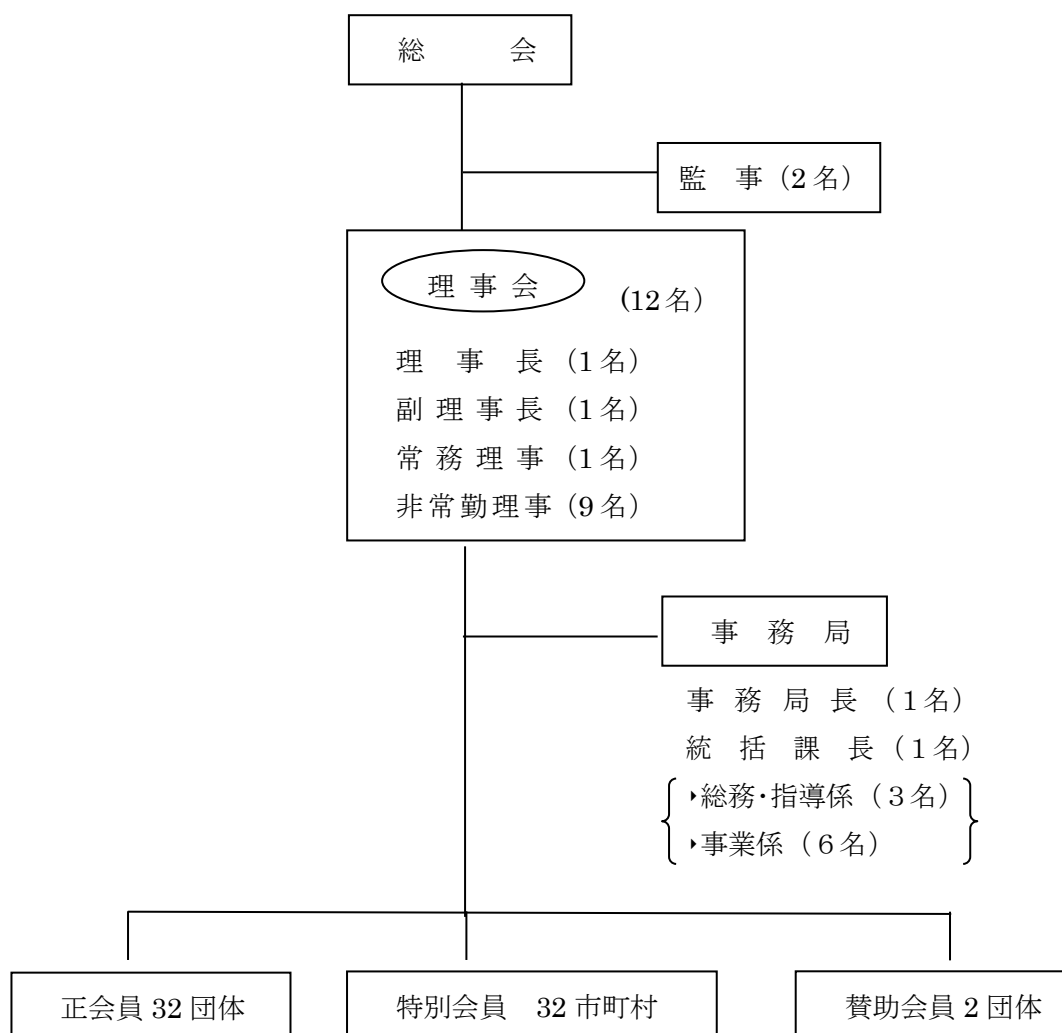 総　　会
監　事（2名）
理 事 会 (12名）
理　事　長（1名）
副 理 事 長（1名）
常 務 理 事（1名）
非常勤理事（9名）
事　務　局
事 務 局 長 （１名）
統 括 課 長（１名）
‣総務・指導係（３名）
‣事業係（６名）
正会員 32 団体　特別会員　32 市町村　賛助会員 2 団体